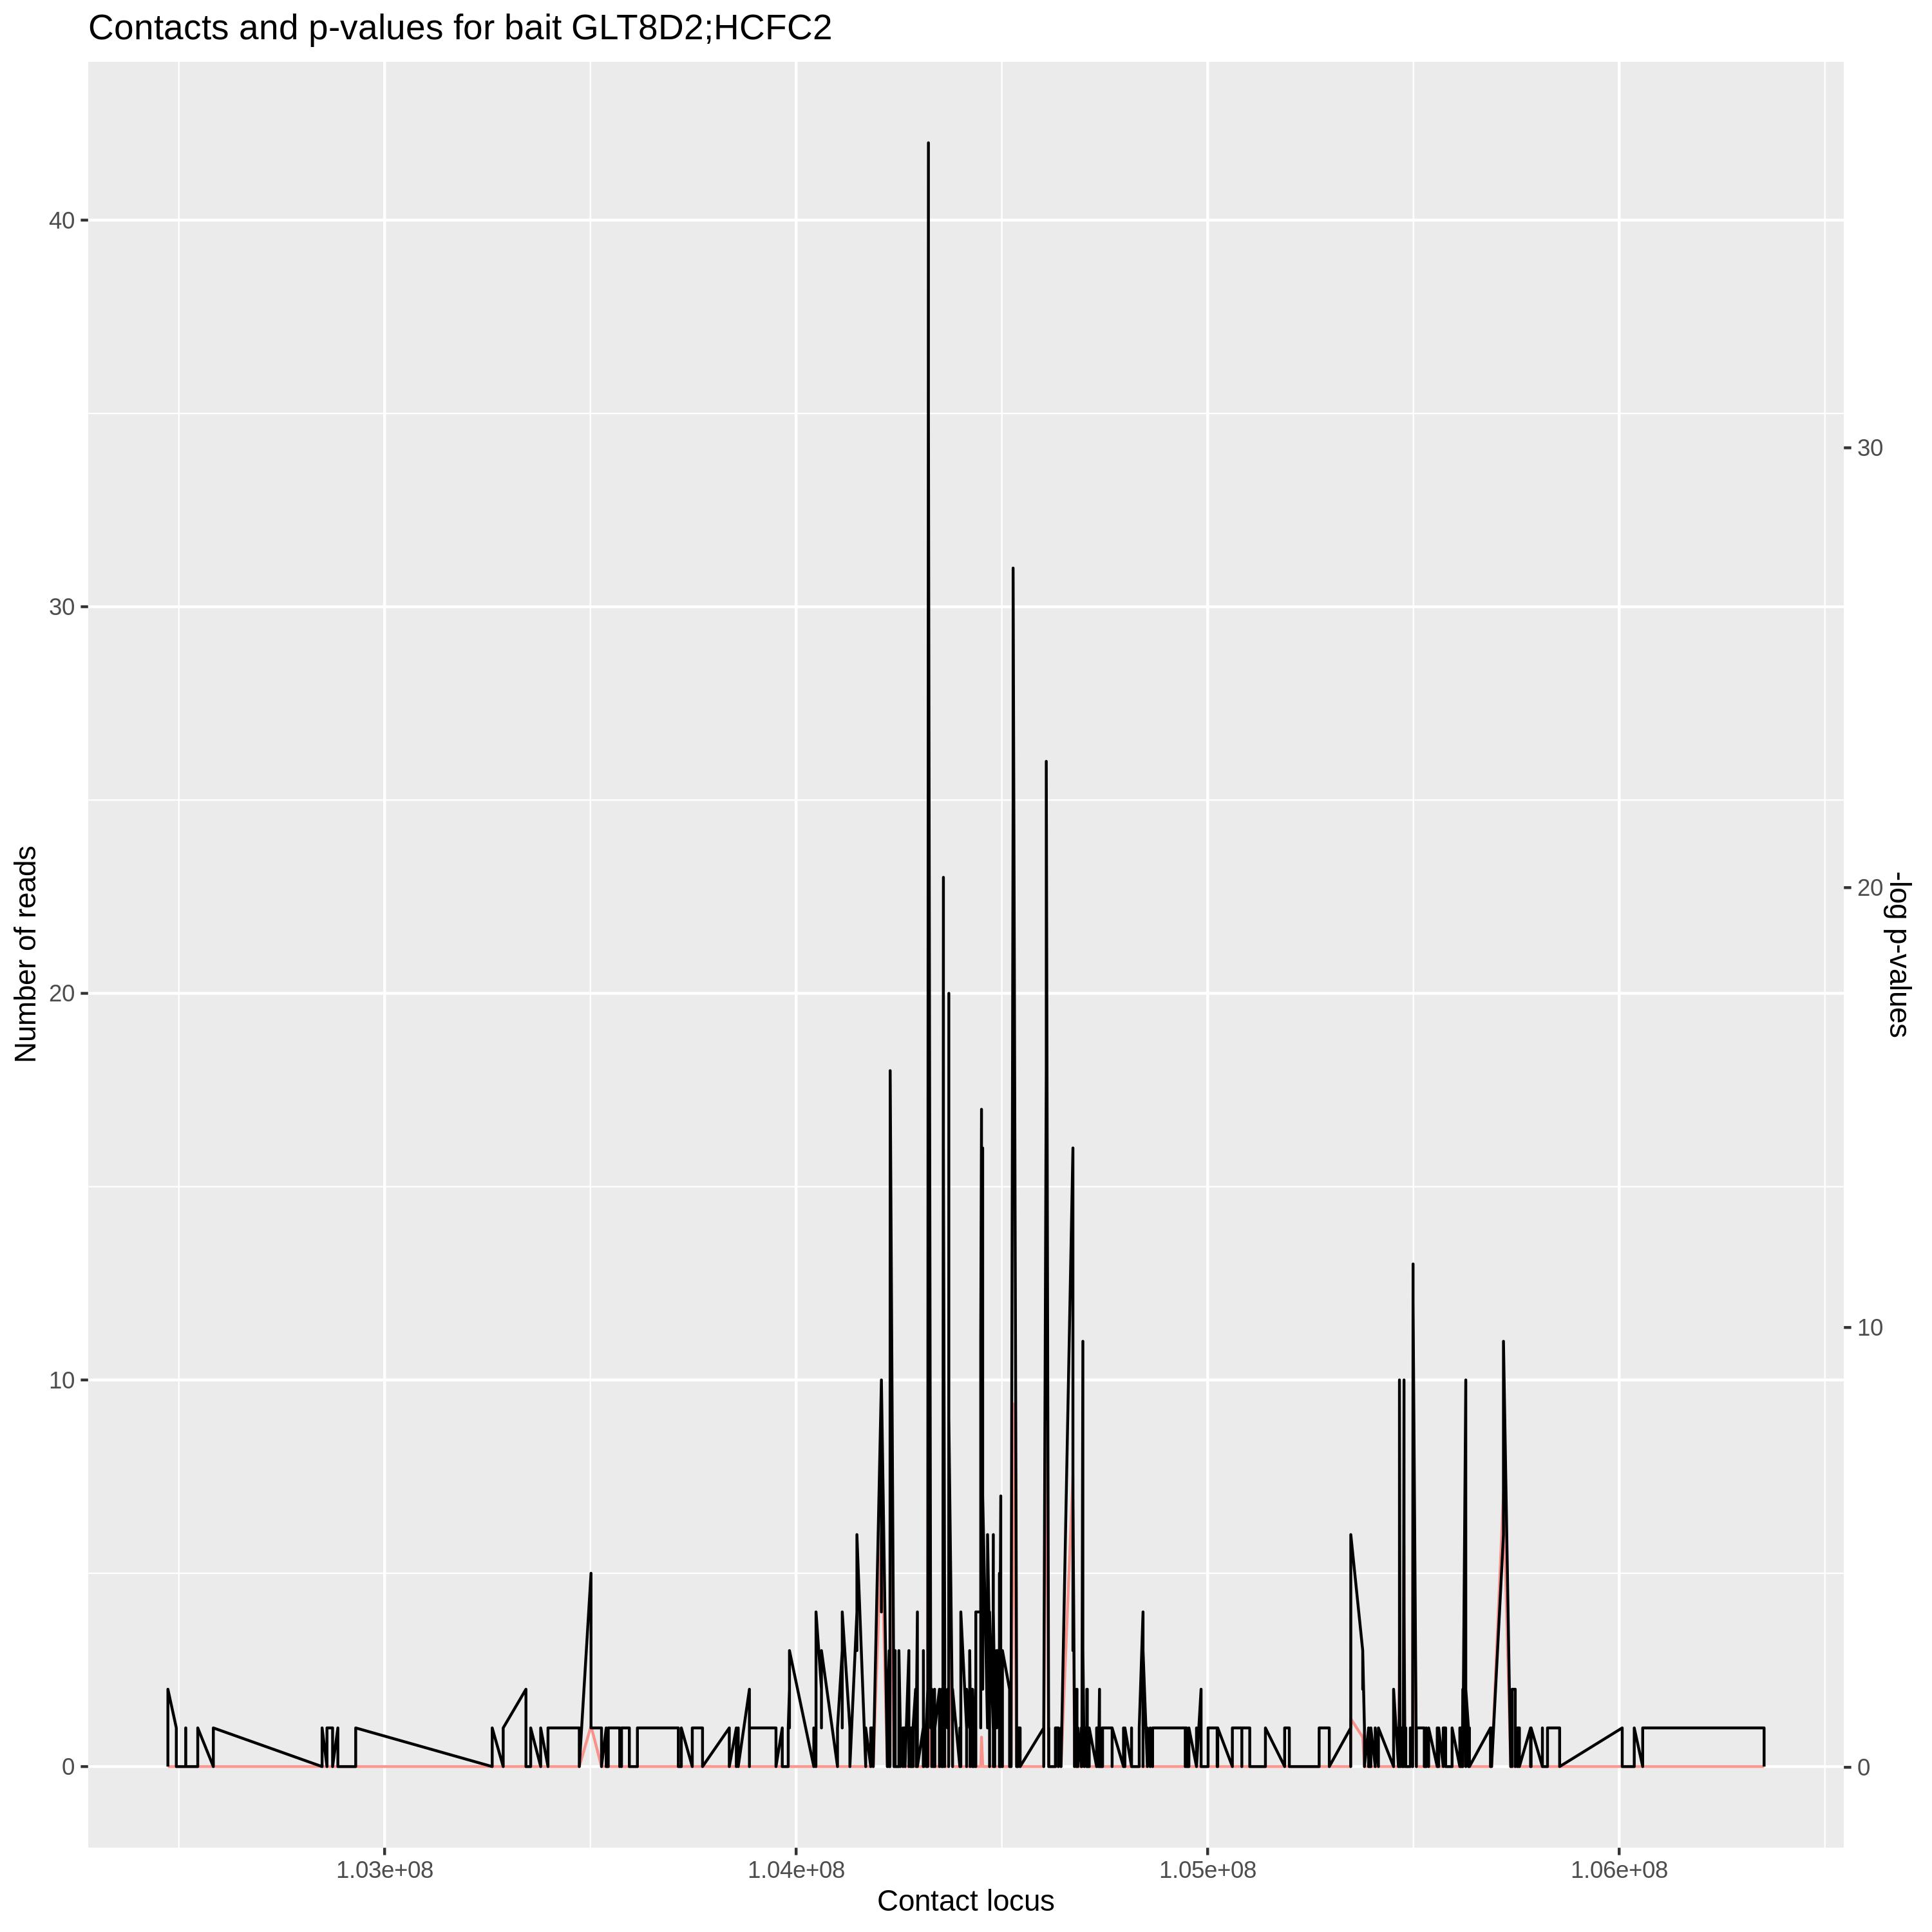 Contacts and p-values for bait GLT8D2;HCFC2
40
30
20
10
0
Number of reads
30
20
10
0
-log p-values
1.03e+08
1.04e+08
1.05e+08
1.06e+08
Contact locus